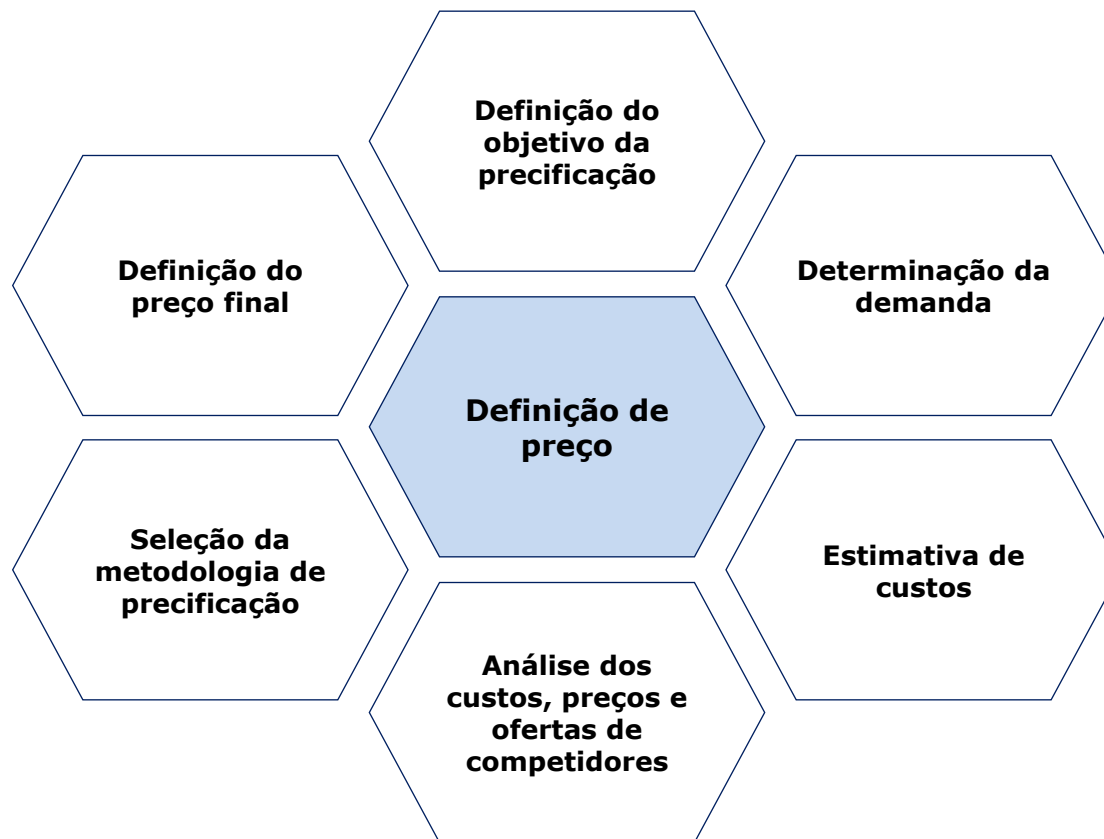 Definição do
objetivo da
precificação
Definição do
preço final
Determinação da
demanda
Definição de
preço
Seleção da
metodologia de
precificação
Estimativa de
custos
Análise dos
custos, preços e
ofertas de
competidores